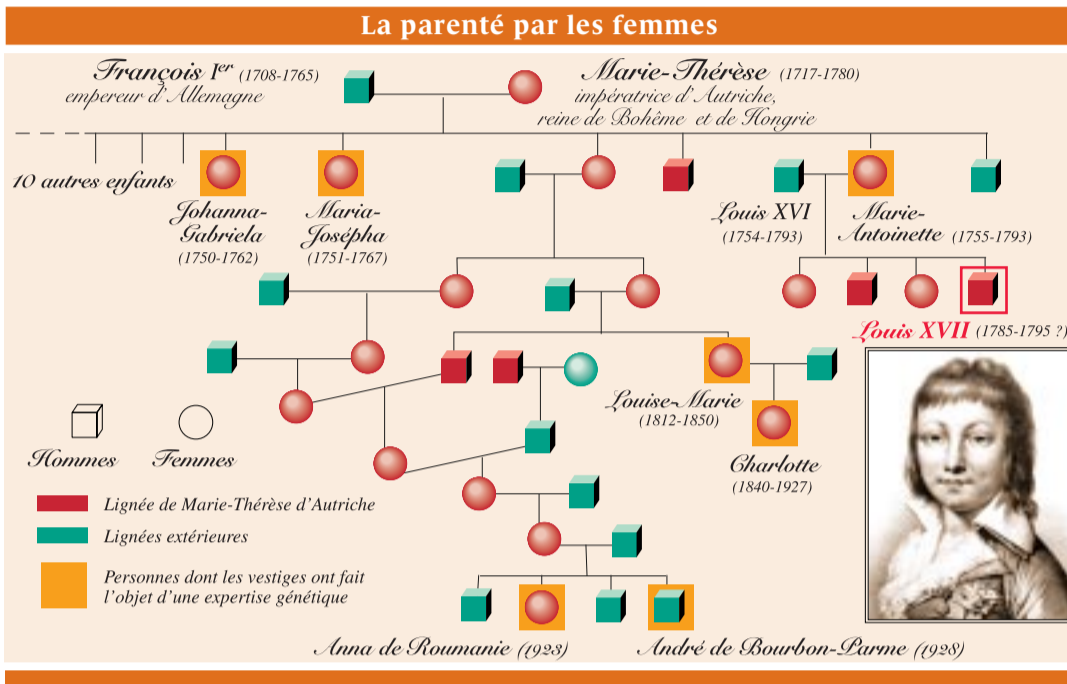 La parenté par les femmes
François Ier (1708-1765)
empereur d'Allemagne
Marie-Thérèse (1717-1780)
impératrice d'Autriche,
reine de Bohême et de Hongrie
10 autres enfants
Johanna-
Gabriela
(1750-1762)
Maria-
Josépha
(1751-1767)
Louis XVI
(1754-1793)
Marie-
Antoinette (1755-1793)
Louis XVII (1785-1795 ?)
Louise-Marie
(1812-1850)
Charlotte
(1840-1927)
Hommes
Femmes
Lignée de Marie-Thérèse d'Autriche
Lignées extérieures
Personnes dont les vestiges ont fait
l'objet d'une expertise génétique
Anna de Roumanie (1923)
André de Bourbon-Parme (1928)